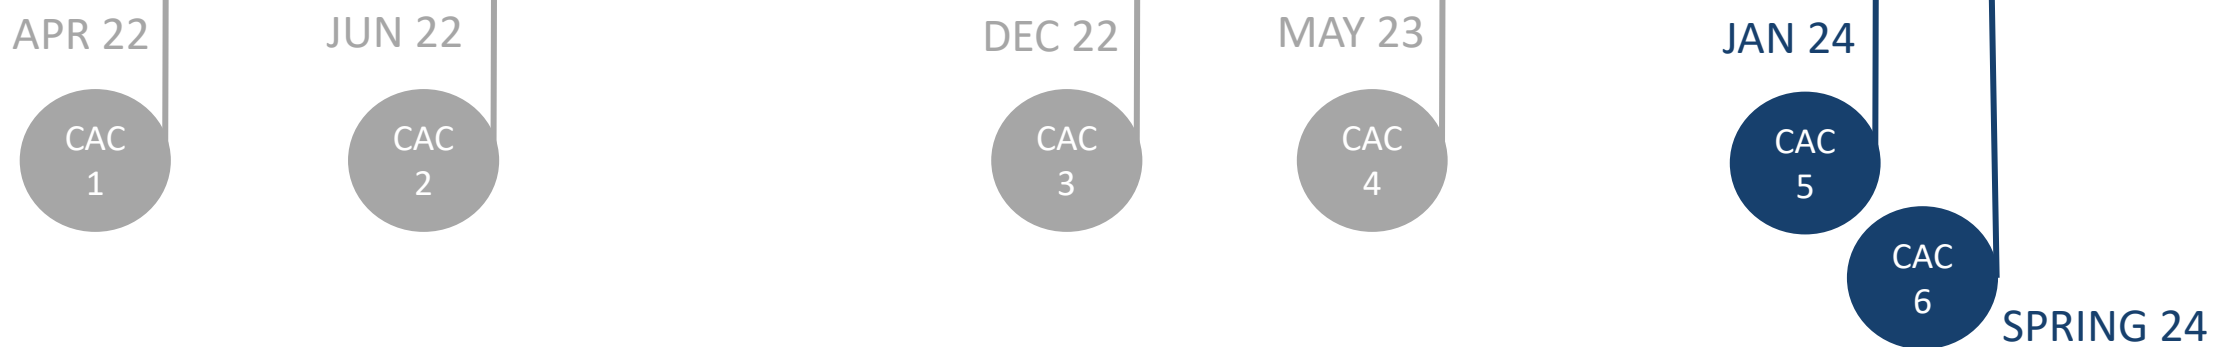 APR 22
CAC
1
JUN 22
CAC
2
DEC 22
CAC
3
MAY 23
CAC
4
JAN 24
CAC
5
CAC
6
SPRING 24